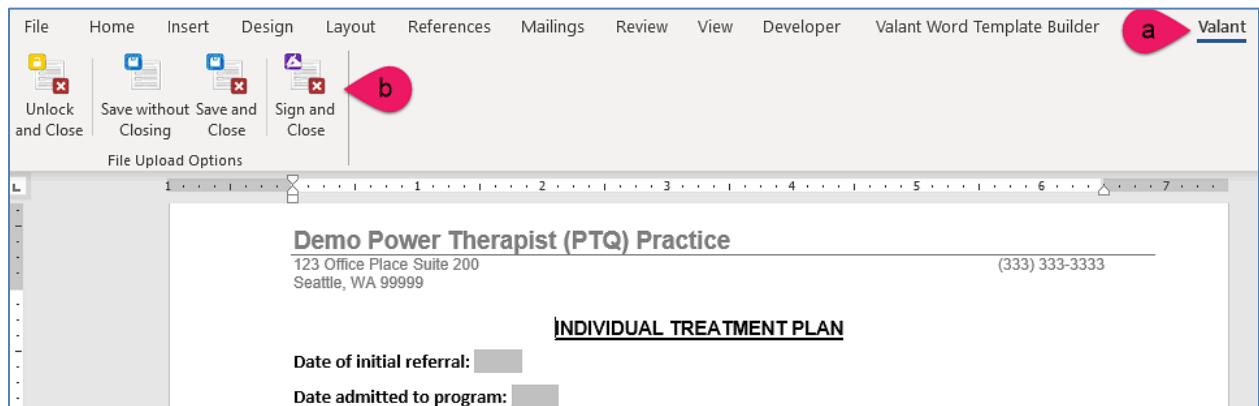 File Home Insert Design Layout References Mailings Review View Developer Valant Word Template Builder a Valant
Unlock and Close
Save without Closing
Save and Close
Sign and Close
b
File Upload Options
L
1 1 2 3 4 5 6 7
Demo Power Therapist (PTQ) Practice
123 Office Place Suite 200 (333) 333-3333
Seattle, WA 99999
INDIVIDUAL TREATMENT PLAN
Date of initial referral:
Date admitted to program: